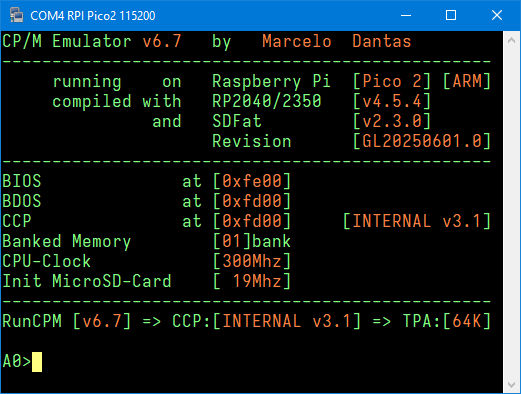 COM4 RPI Pico2 115200
CP/M Emulator v6.7 by Marcelo Dantas
-------------------------------------------------
running on Raspberry Pi [Pico 2] [ARM]
compiled with RP2040/2350 [v4.5.4]
and SDFat [v2.3.0]
Revision [GL20250601.0]
-------------------------------------------------
BIOS at [0xfe00]
BDOS at [0xfd00]
CCP at [0xfd00] [INTERNAL v3.1]
Banked Memory [01]bank
CPU-Clock [300Mhz]
Init MicroSD-Card [ 19Mhz]
-------------------------------------------------
RunCPM [v6.7] => CCP:[INTERNAL v3.1] => TPA:[64K]
A0>